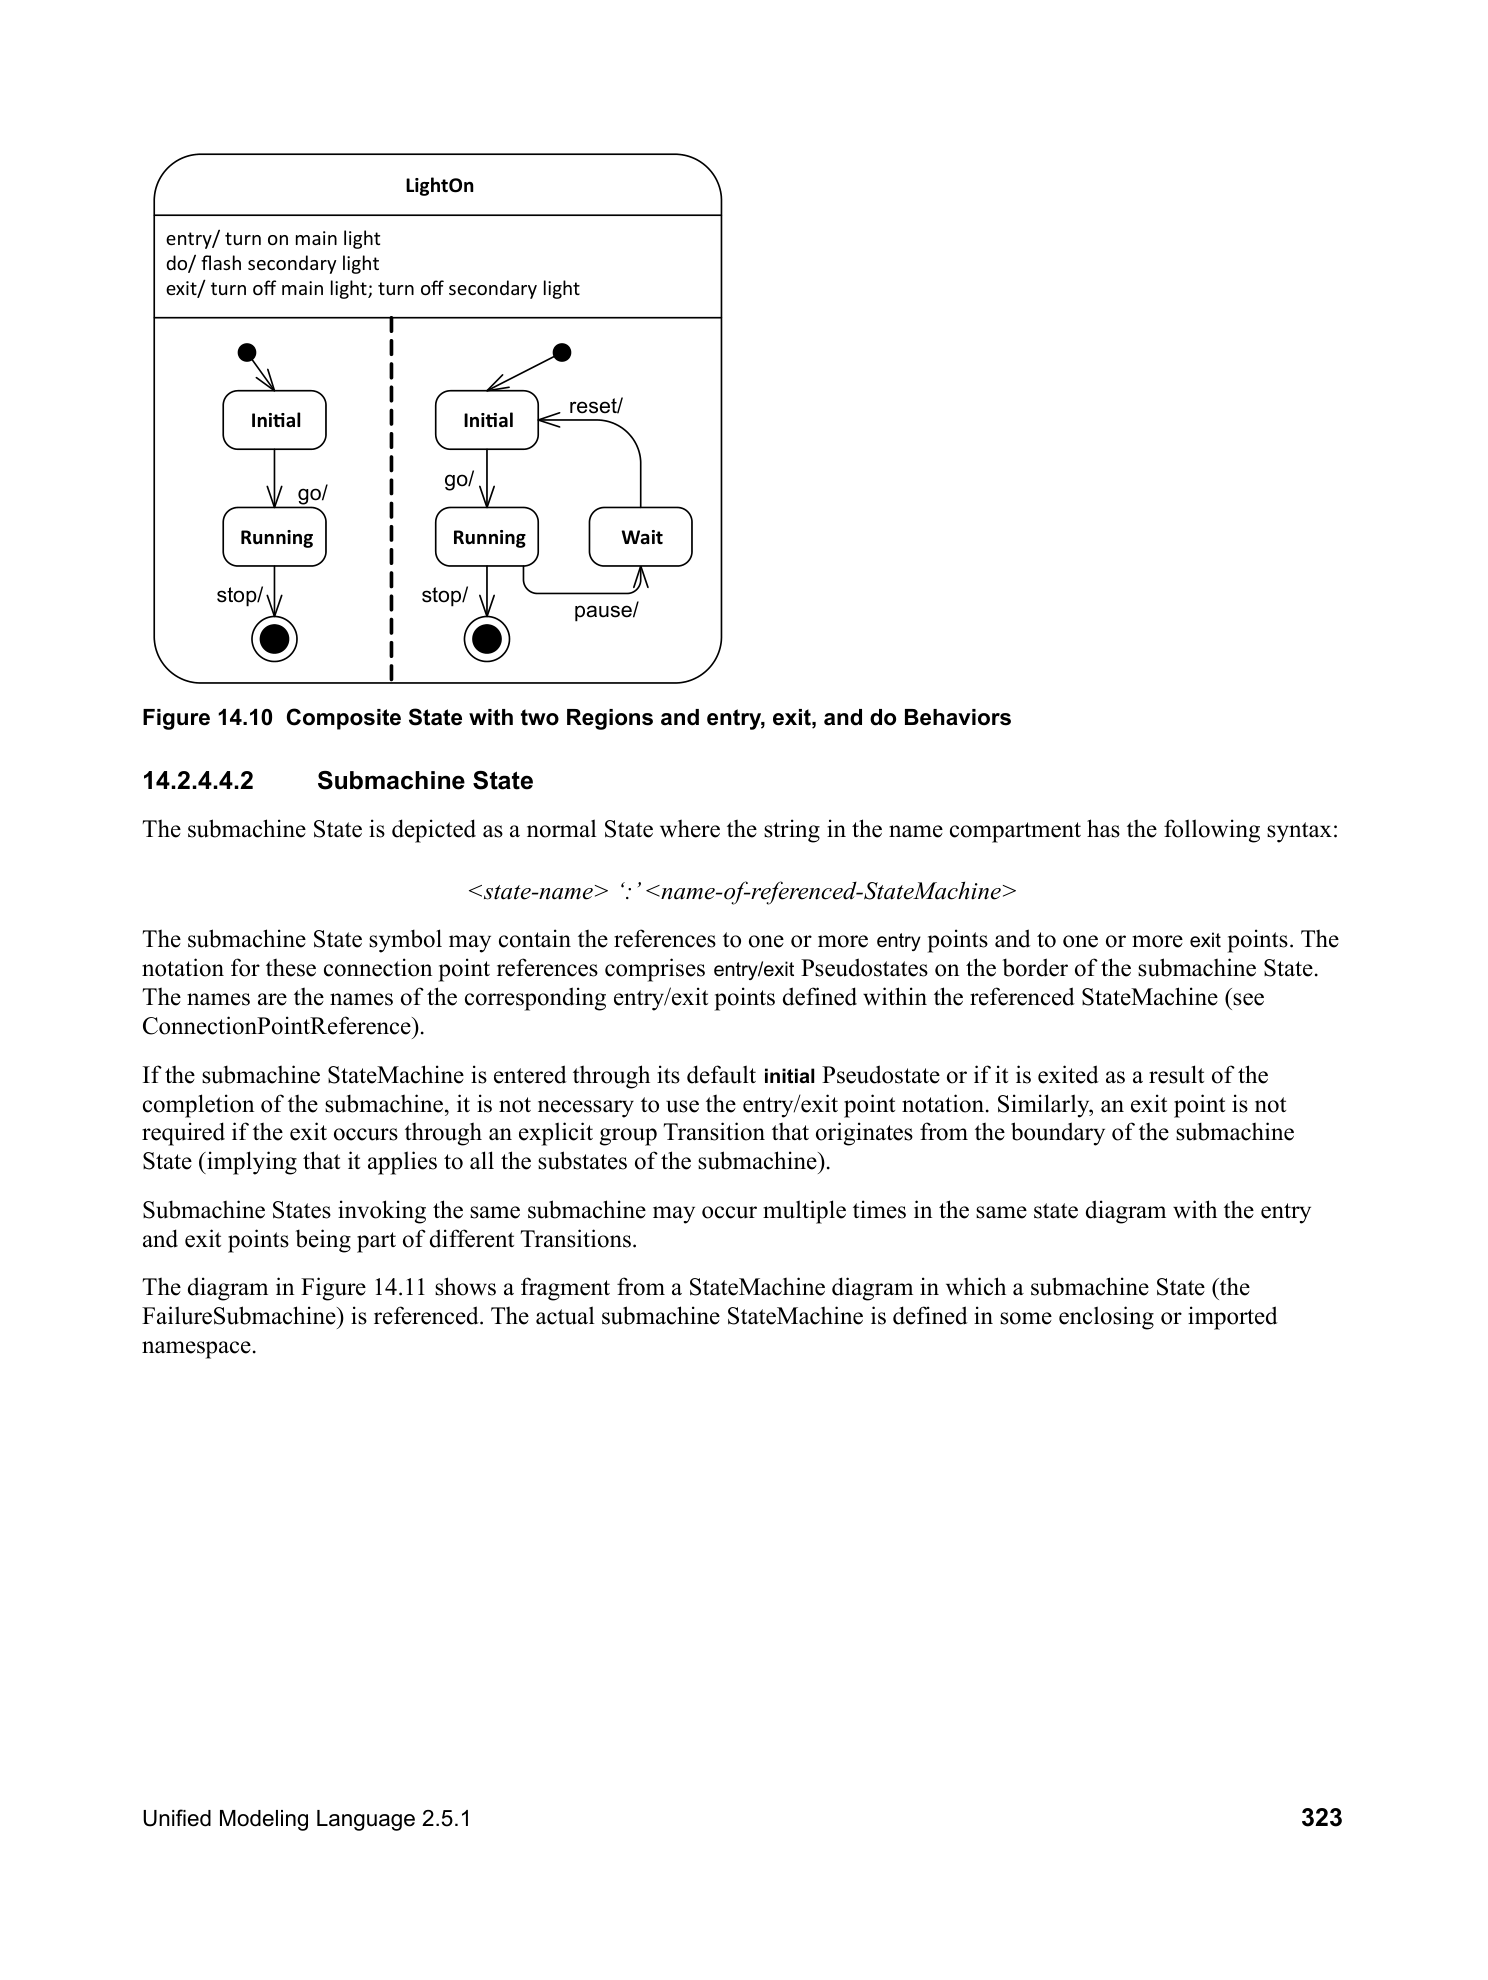 LightOn
entry/ turn on main light
do/ flash secondary light
exit/ turn off main light; turn off secondary light
Initial
go/
Running
stop/
Initial
reset/
go/
Running
Wait
stop/
pause/
Figure 14.10 Composite State with two Regions and entry, exit, and do Behaviors
14.2.4.4.2 Submachine State
The submachine State is depicted as a normal State where the string in the name compartment has the following syntax:
<state-name> ‘:’ <name-of-referenced-StateMachine>
The submachine State symbol may contain the references to one or more entry points and to one or more exit points. The
notation for these connection point references comprises entry/exit Pseudostates on the border of the submachine State.
The names are the names of the corresponding entry/exit points defined within the referenced StateMachine (see
ConnectionPointReference).
If the submachine StateMachine is entered through its default initial Pseudostate or if it is exited as a result of the
completion of the submachine, it is not necessary to use the entry/exit point notation. Similarly, an exit point is not
required if the exit occurs through an explicit group Transition that originates from the boundary of the submachine
State (implying that it applies to all the substates of the submachine).
Submachine States invoking the same submachine may occur multiple times in the same state diagram with the entry
and exit points being part of different Transitions.
The diagram in Figure 14.11 shows a fragment from a StateMachine diagram in which a submachine State (the
FailureSubmachine) is referenced. The actual submachine StateMachine is defined in some enclosing or imported
namespace.
Unified Modeling Language 2.5.1 323